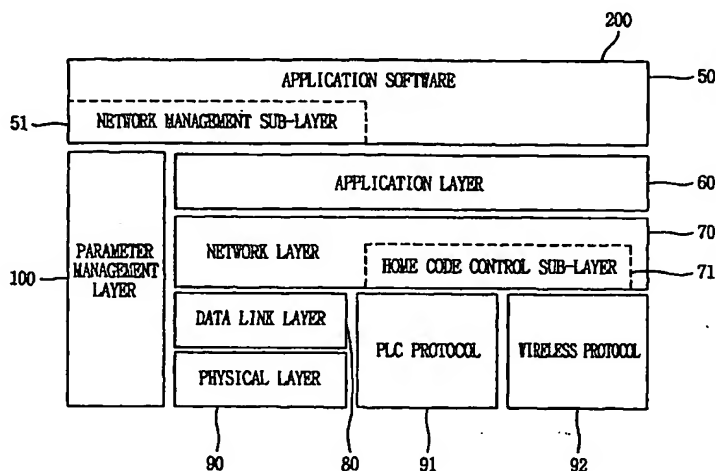 200
APPLICATION SOFTWARE
50
51
NETWORK MANAGEMENT SUB-LAYER
APPLICATION LAYER
60
PARAMETER
MANAGEMENT
LAYER
100
NETWORK LAYER
70
HOME CODE CONTROL SUB-LAYER
71
DATA LINK LAYER
PLC PROTOCOL
WIRELESS PROTOCOL
PHYSICAL LAYER
90
80
91
92